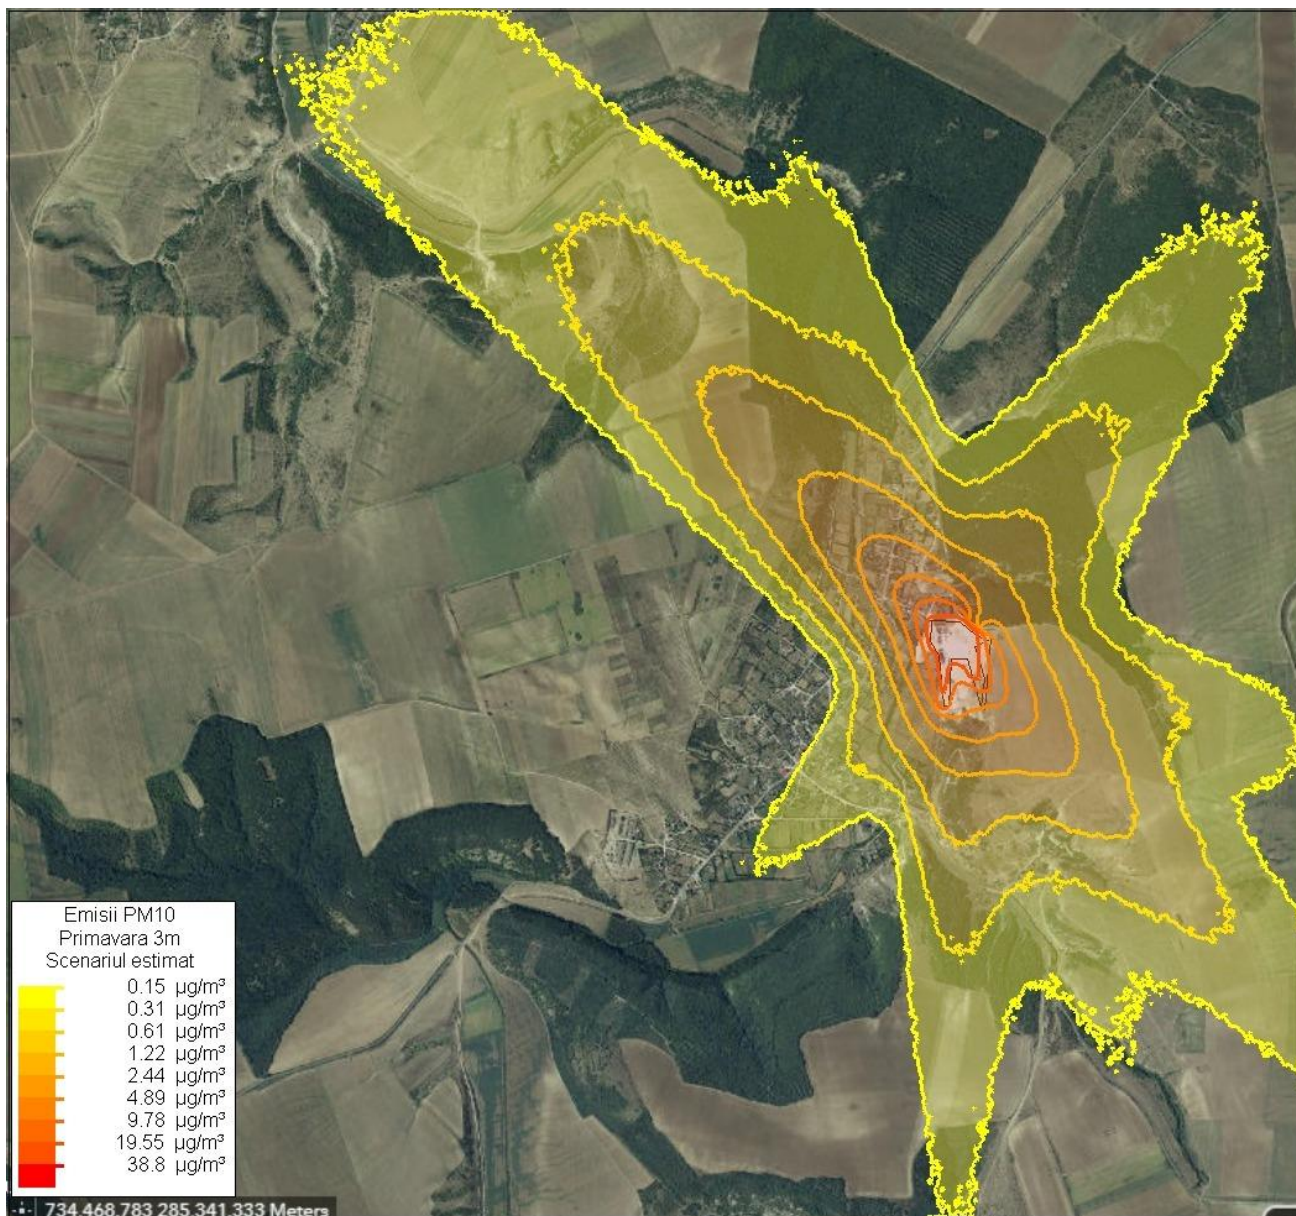 Emisii PM10
Primavara 3m
Scenariul estimat
0.15 µg/m³
0.31 µg/m³
0.61 µg/m³
1.22 µg/m³
2.44 µg/m³
4.89 µg/m³
9.78 µg/m³
19.55 µg/m³
38.8 µg/m³
734,468.783 285,341.333 Meters